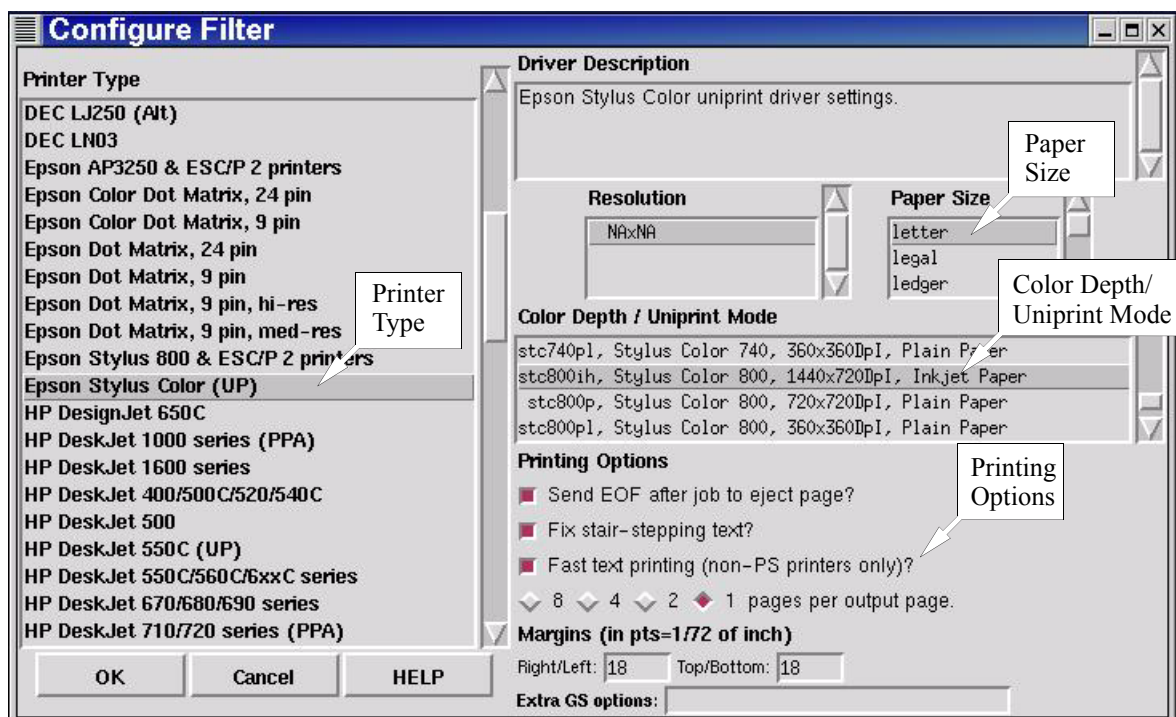 Configure Filter
Printer Type
DEC LJ250 (Alt)
DEC LN03
Epson AP3250 & ESC/P 2 printers
Epson Color Dot Matrix, 24 pin
Epson Color Dot Matrix, 9 pin
Epson Dot Matrix, 24 pin
Epson Dot Matrix, 9 pin
Epson Dot Matrix, 9 pin, hi-res
Epson Dot Matrix, 9 pin, med-res
Epson Stylus 800 & ESC/P 2 printers
Epson Stylus Color (UP)
HP DesignJet 650C
HP DeskJet 1000 series (PPA)
HP DeskJet 1600 series
HP DeskJet 400/500C/520/540C
HP DeskJet 500
HP DeskJet 550C (UP)
HP DeskJet 550C/560C/6xxC series
HP DeskJet 670/680/690 series
HP DeskJet 710/720 series (PPA)
OK Cancel HELP
Printer
Type
Driver Description
Epson Stylus Color uniprint driver settings.
Paper
Size
Resolution
NAxNA
Paper Size
letter
legal
ledger
Color Depth/
Uniprint Mode
Color Depth / Uniprint Mode
stc740pl, Stylus Color 740, 360x360DpI, Plain Paper
stc800ih, Stylus Color 800, 1440x720DpI, Inkjet Paper
stc800p, Stylus Color 800, 720x720DpI, Plain Paper
stc800pl, Stylus Color 800, 360x360DpI, Plain Paper
Printing Options
Printing
Options
Send EOF after job to eject page?
Fix stair-stepping text?
Fast text printing (non-PS printers only)?
8 4 2 1 pages per output page.
Margins (in pts=1/72 of inch)
Right/Left: 18 Top/Bottom: 18
Extra GS options: